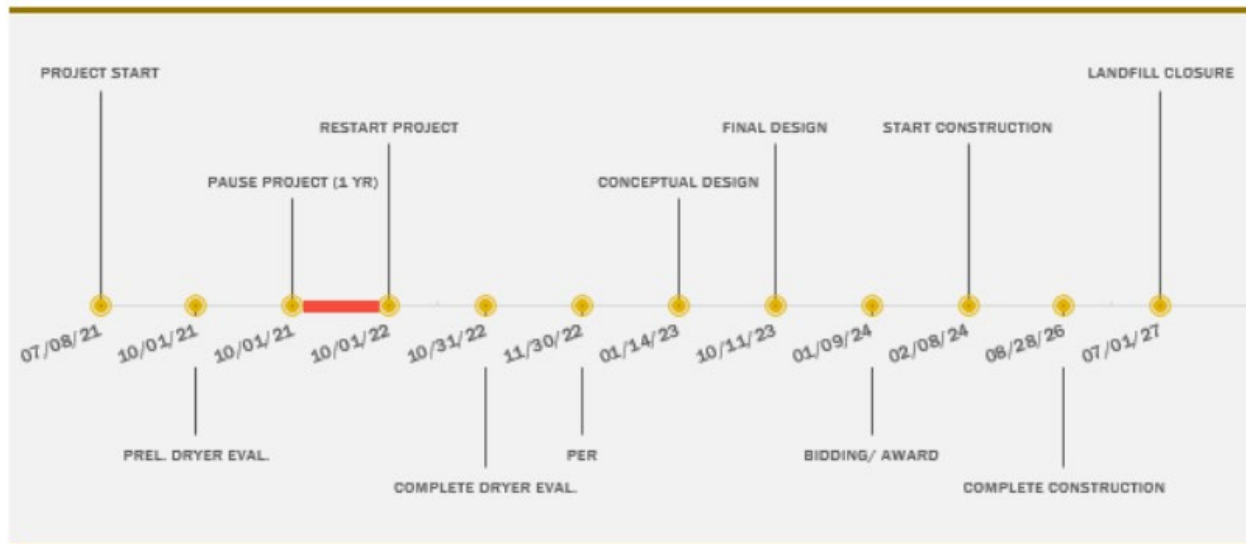 PROJECT START
LANDFILL CLOSURE
RESTART PROJECT
FINAL DESIGN
START CONSTRUCTION
PAUSE PROJECT (1 YR)
CONCEPTUAL DESIGN
07/08/21
10/01/21
10/01/21
10/01/22
10/31/22
11/30/22
01/14/23
10/11/23
01/09/24
02/08/24
08/28/26
07/01/27
PREL. DRYER EVAL.
PER
BIDDING/ AWARD
COMPLETE DRYER EVAL.
COMPLETE CONSTRUCTION